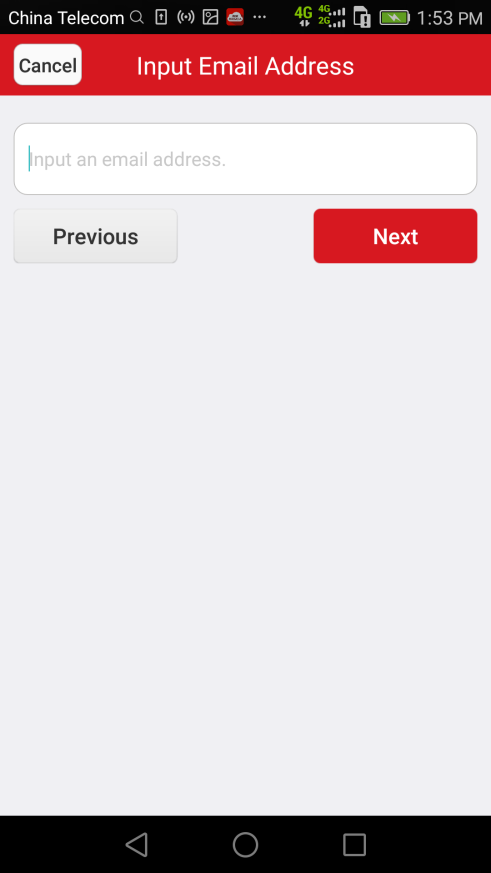 China Telecom 4G 4G 2G 1:53 PM
Cancel Input Email Address
Input an email address.
Previous Next